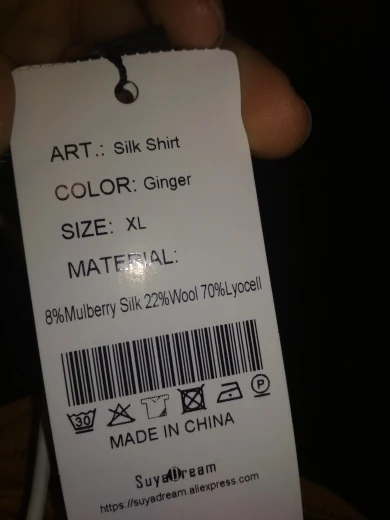 ART.: Silk Shirt
COLOR: Ginger
SIZE: XL
MATERIAL:
8%Mulberry Silk 22%Wool 70%Lyocell
30
P
MADE IN CHINA
SuyaDream
https://suyadream.aliexpress.com